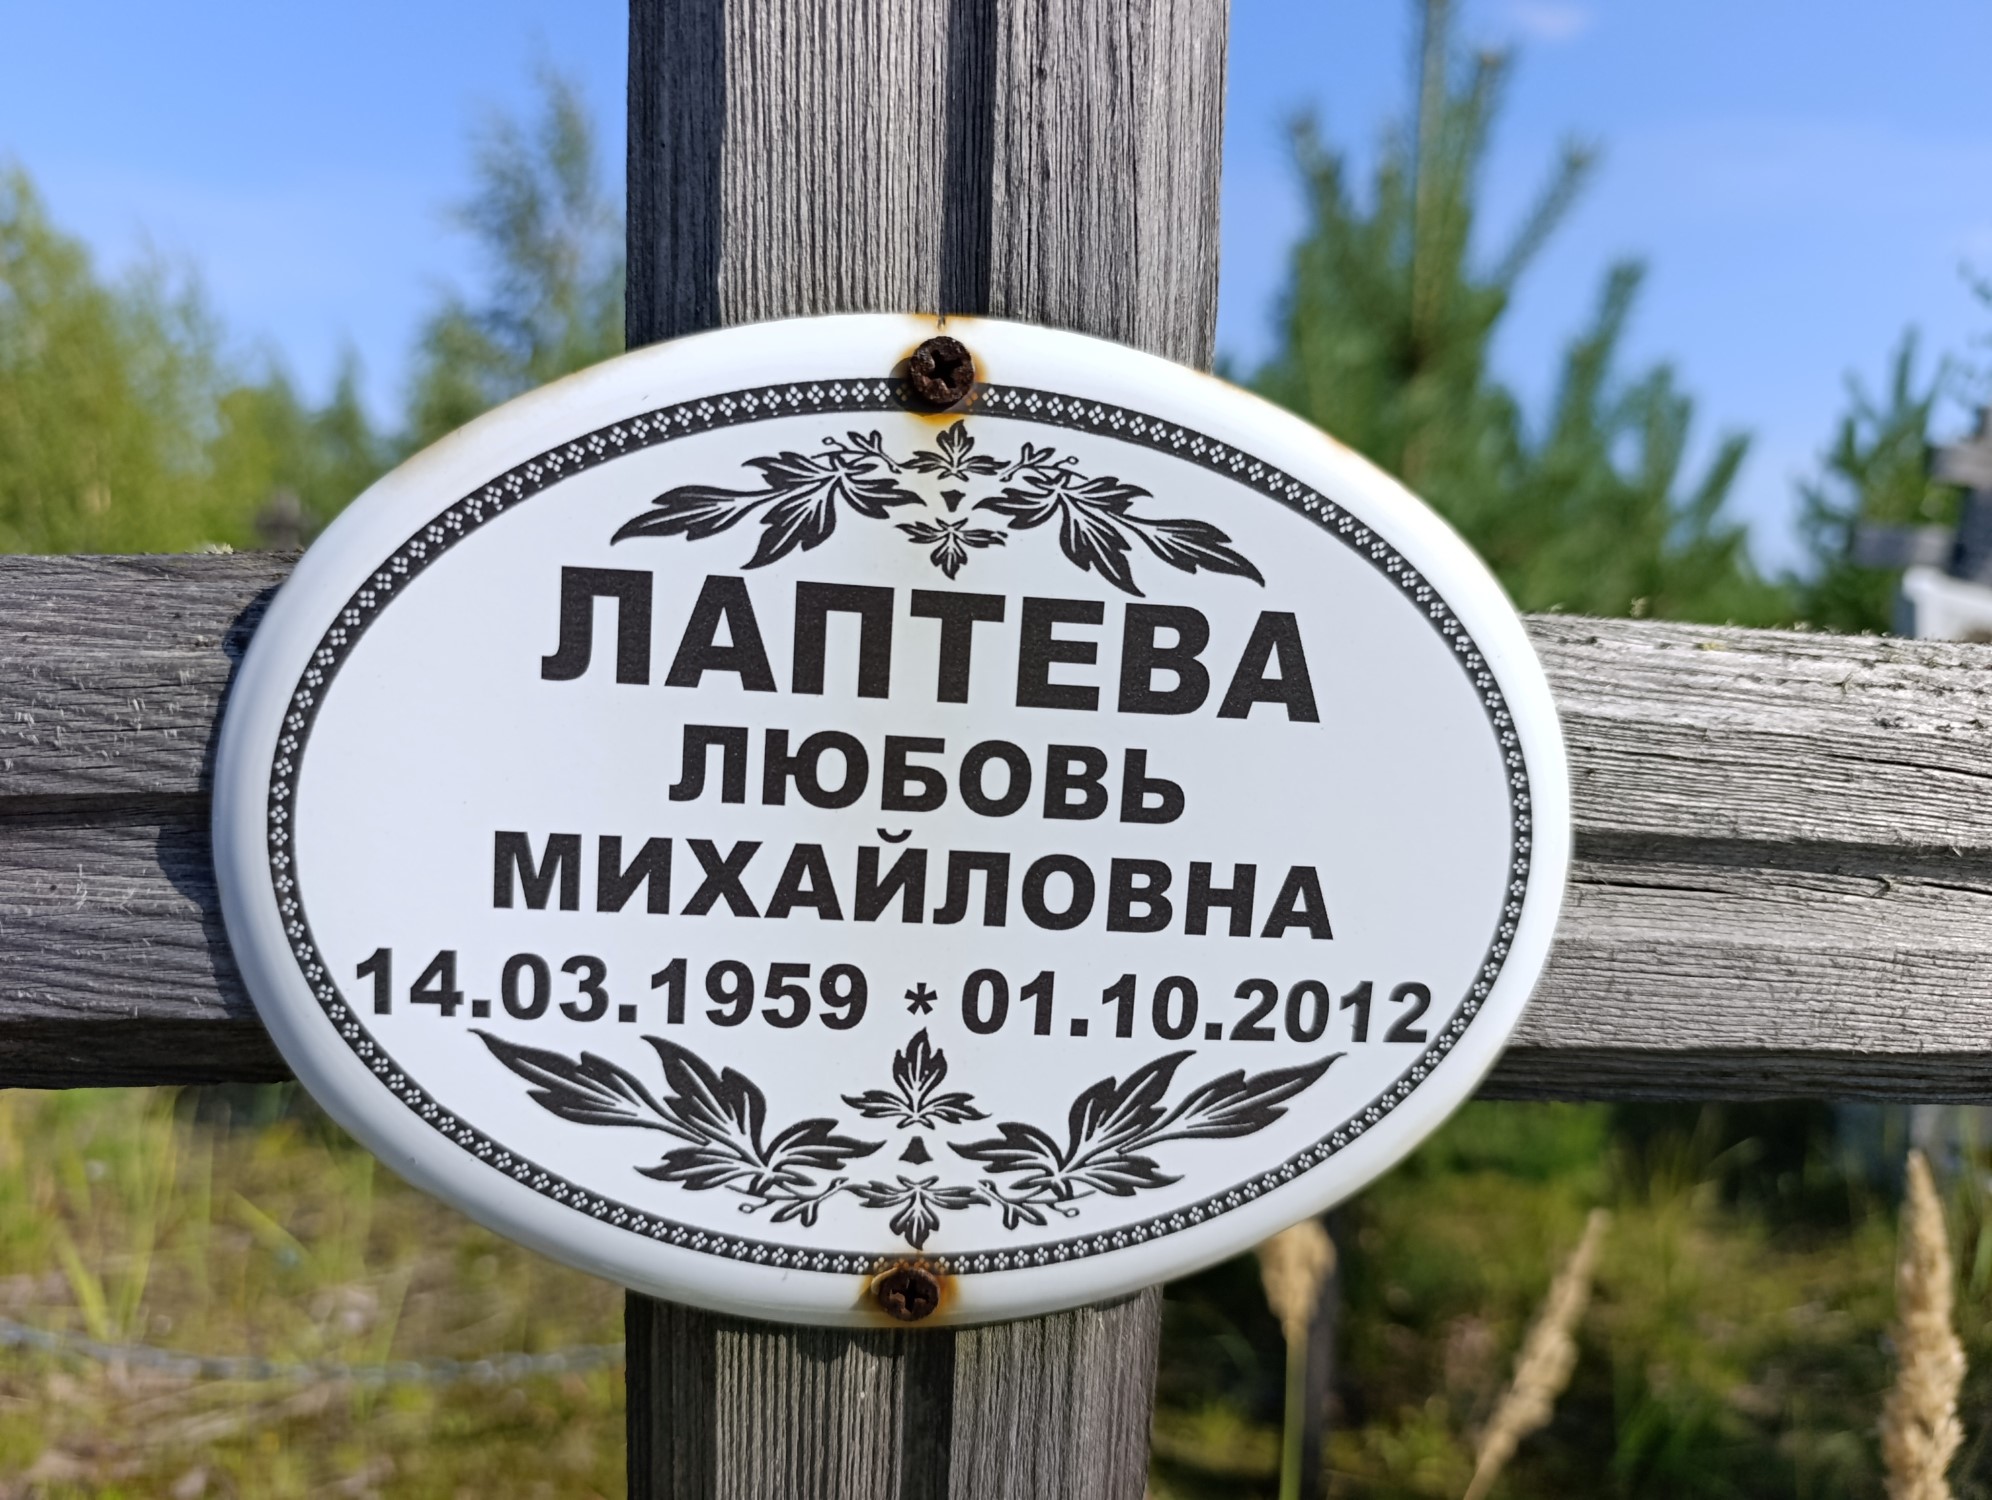 ЛАПТЕВА
ЛЮБОВЬ
МИХАЙЛОВНА
14.03.1959 * 01.10.2012